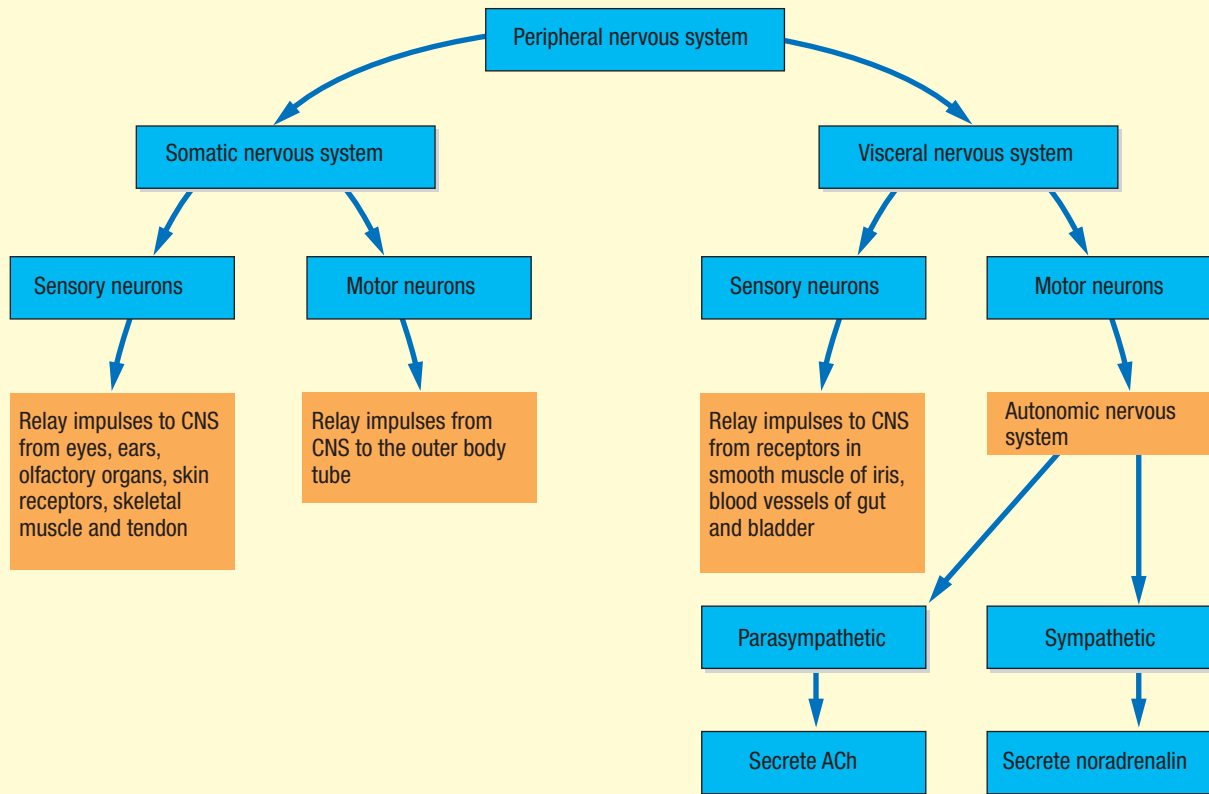 Peripheral nervous system
Somatic nervous system
Visceral nervous system
Sensory neurons
Motor neurons
Sensory neurons
Motor neurons
Relay impulses to CNS
from eyes, ears,
olfactory organs, skin
receptors, skeletal
muscle and tendon
Relay impulses from
CNS to the outer body
tube
Relay impulses to CNS
from receptors in
smooth muscle of iris,
blood vessels of gut
and bladder
Autonomic nervous
system
Parasympathetic
Sympathetic
Secrete ACh
Secrete noradrenalin